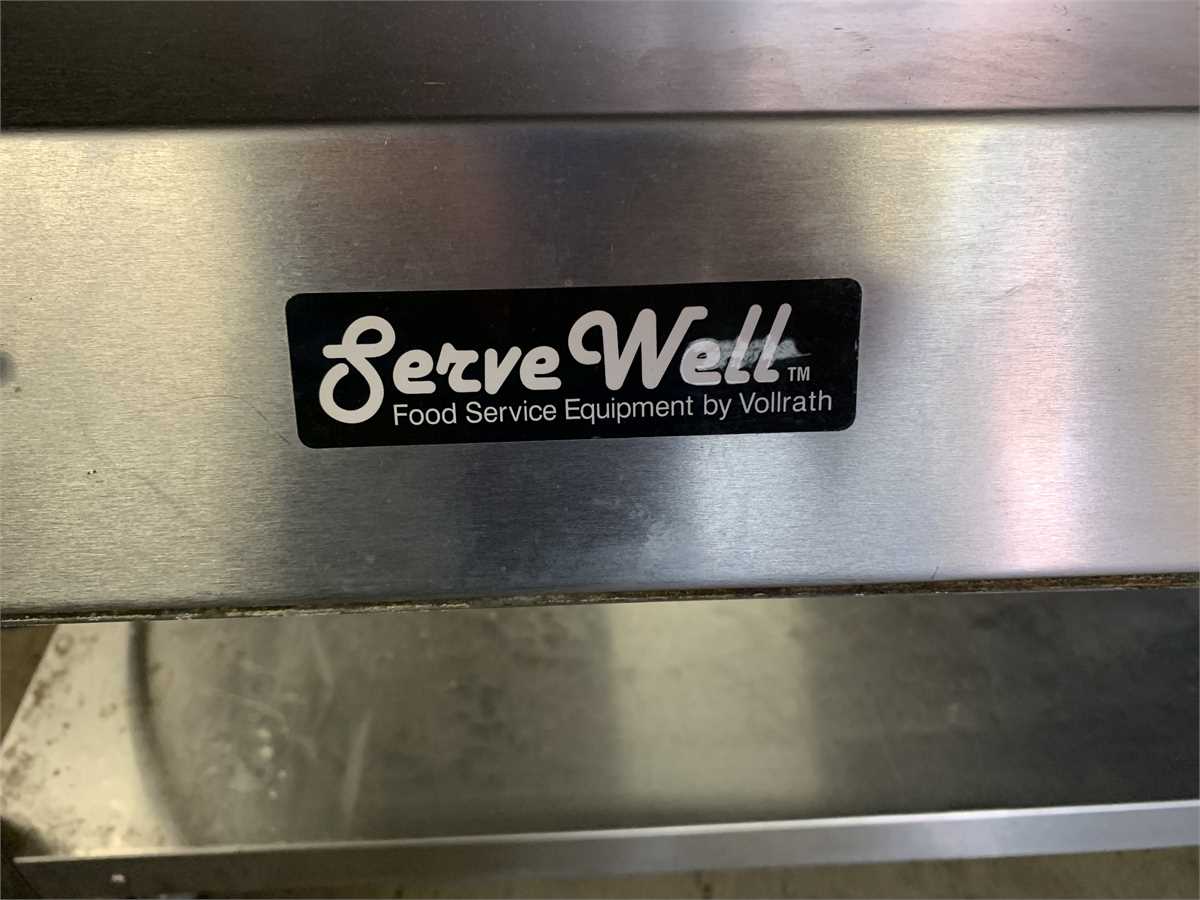 ServeWell™
Food Service Equipment by Vollrath